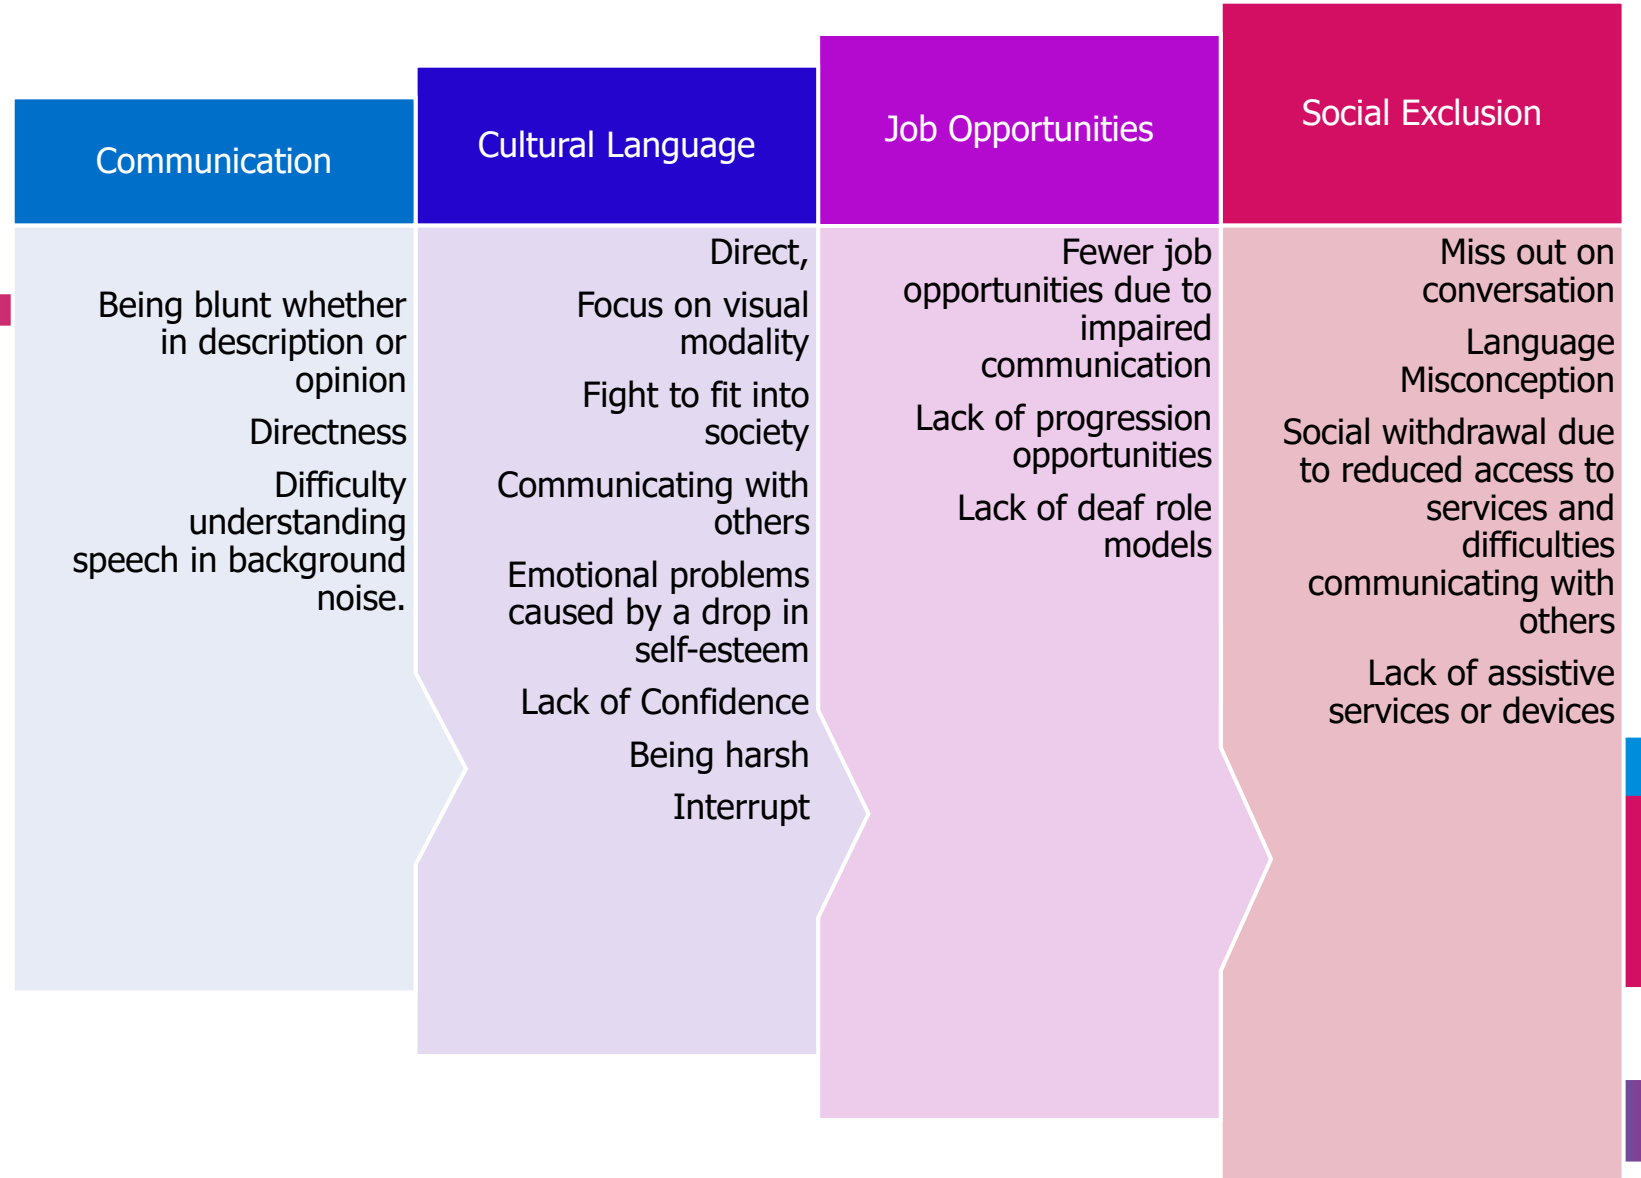 Communication
Being blunt whether
in description or
opinion
Directness
Difficulty
understanding
speech in background
noise.
Cultural Language
Direct,
Focus on visual
modality
Fight to fit into
society
Communicating with
others
Emotional problems
caused by a drop in
self-esteem
Lack of Confidence
Being harsh
Interrupt
Job Opportunities
Fewer job
opportunities due to
impaired
communication
Lack of progression
opportunities
Lack of deaf role
models
Social Exclusion
Miss out on
conversation
Language
Misconception
Social withdrawal due
to reduced access to
services and
difficulties
communicating with
others
Lack of assistive
services or devices